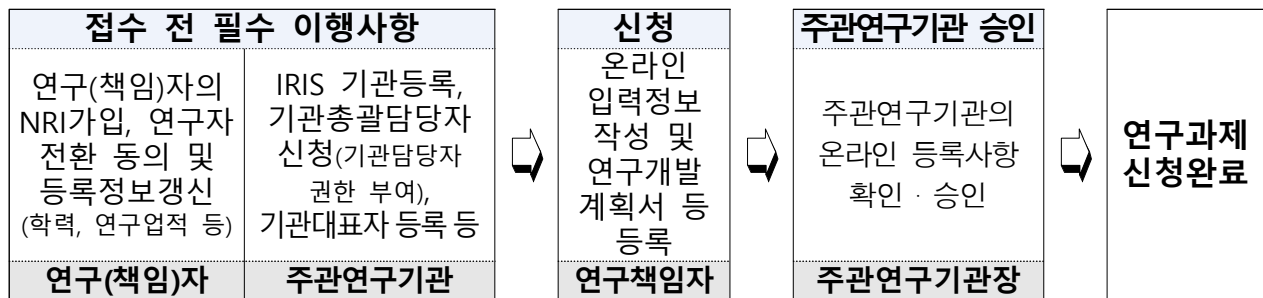 접수 전 필수 이행사항
연구(책임)자의
NRI가입, 연구자
전환 동의 및
등록정보갱신
(학력, 연구업적 등)
연구(책임)자
IRIS 기관등록,
기관총괄담당자
신청(기관담당자
권한 부여),
기관대표자 등록 등
주관연구기관
신청
온라인
입력정보
작성 및
연구개발
계획서 등
등록
연구책임자
주관연구기관 승인
주관연구기관의
온라인 등록사항
확인 · 승인
주관연구기관장
연구과제
신청완료